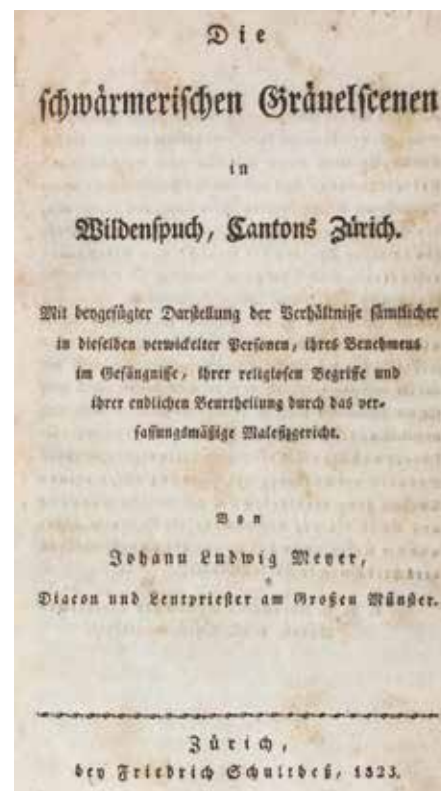 Die
schwärmerischen Gräuelscenen
in
Wildenspuch, Cantons Zürich.
Mit beygefügter Darstellung der Verhältnisse sämtlicher
in dieselben verwickelter Personen, ihres Benehmens
im Gefängnisse, ihrer religiosen Begriffe und
ihrer endlichen Beurtheilung durch das ver-
fassungsmäßige Malefizgericht.
Von
Johann Ludwig Meyer,
Diacon und Leutpriester am Großen Münster.
Zürich,
bey Friedrich Schultheß, 1823.